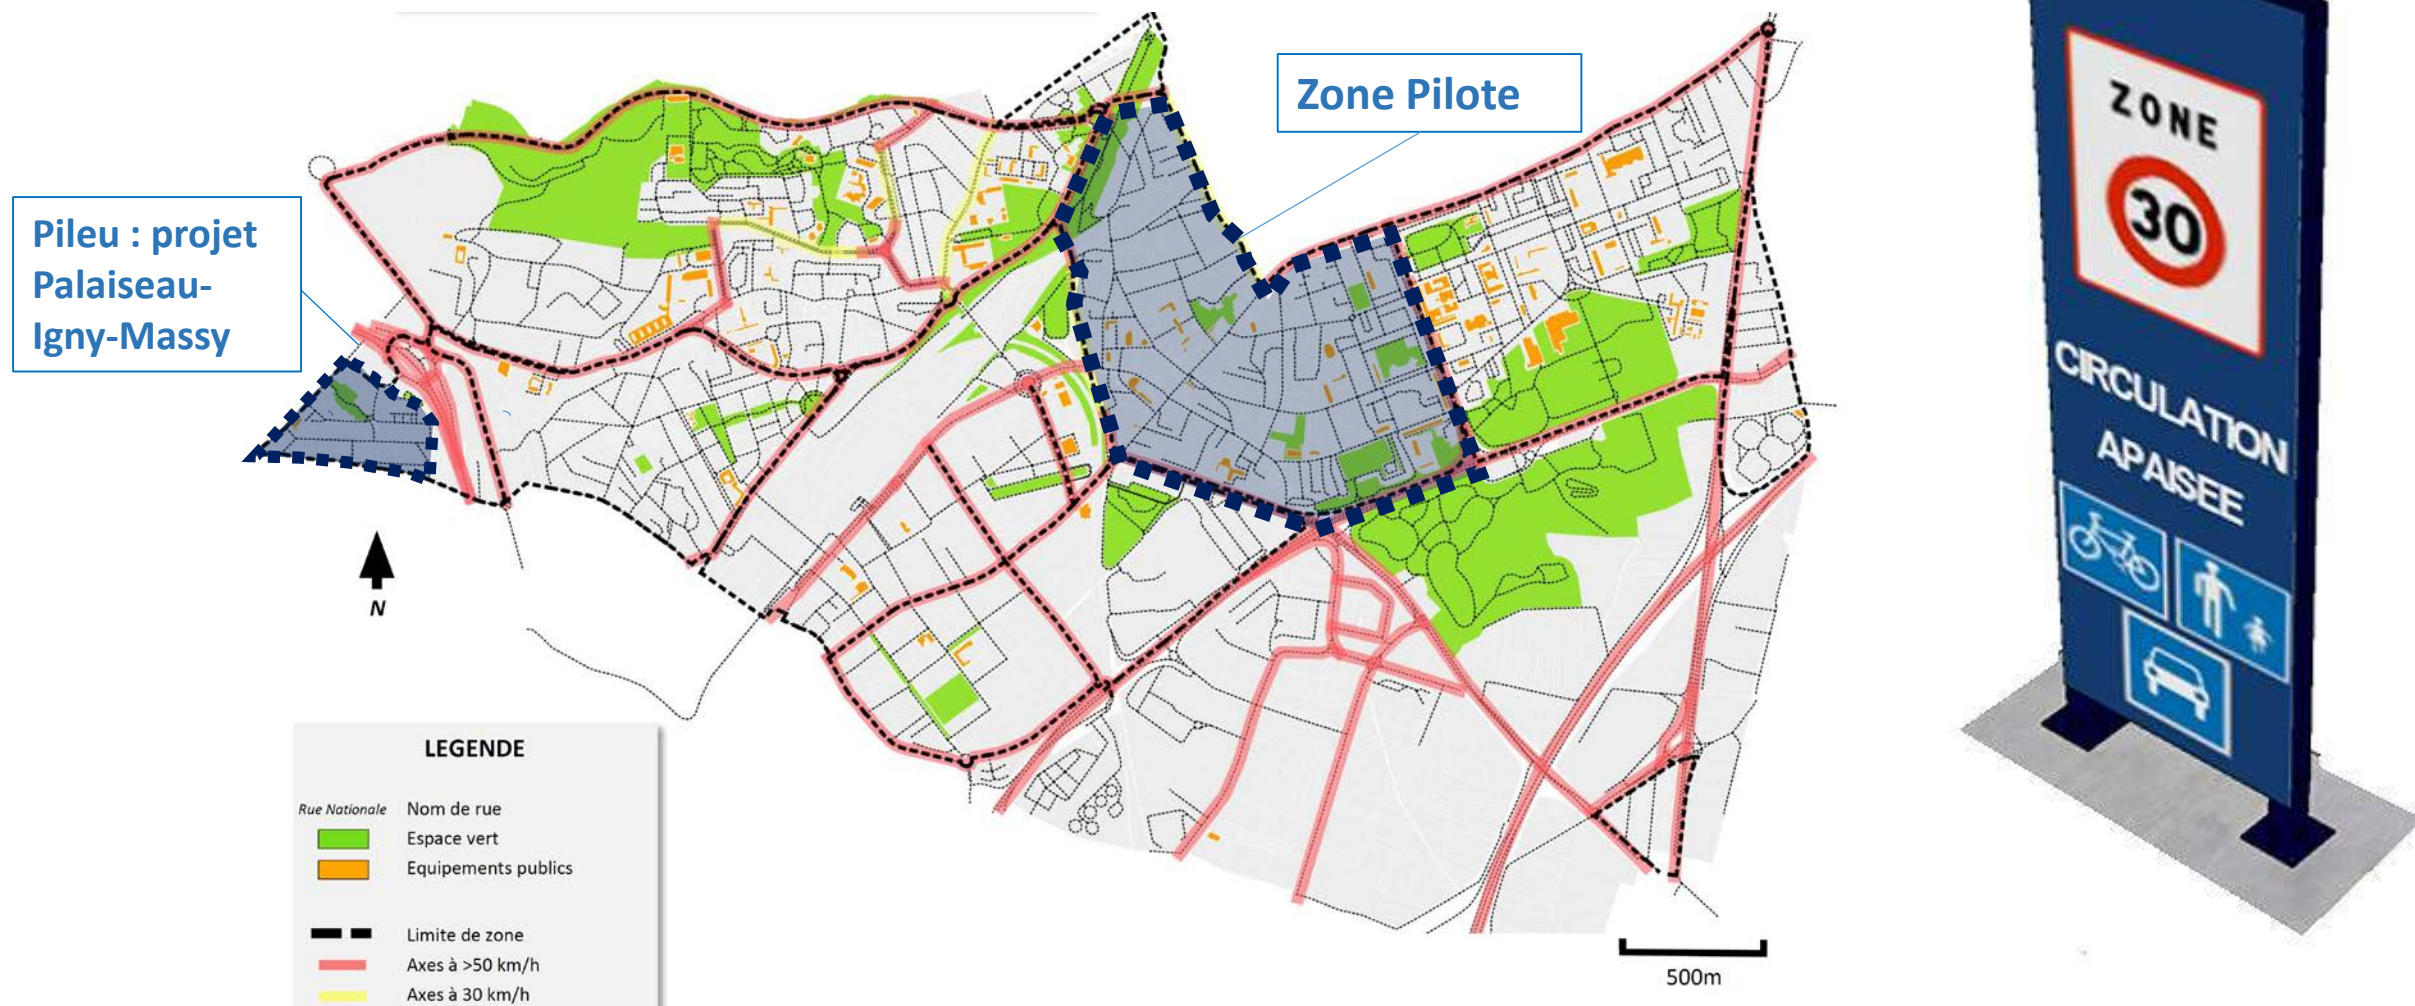 Zone Pilote
Pileu : projet
Palaiseau-
Igny-Massy
N
LEGENDE
Rue Nationale Nom de rue
Espace vert
Equipements publics
Limite de zone
Axes à >50 km/h
Axes à 30 km/h
500m
ZONE
30
CIRCULATION
APAISEE